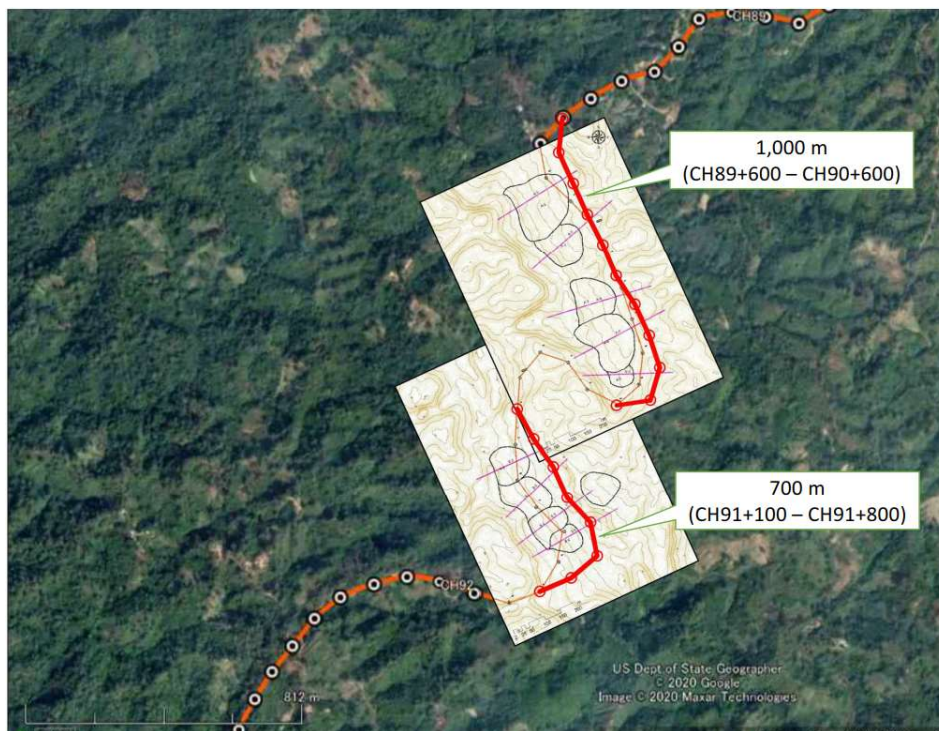 CH89
1,000 m
(CH89+600 – CH90+600)
700 m
(CH91+100 – CH91+800)
CH92
812 m
US Dept of State Geographer
© 2020 Google
Image © 2020 Maxar Technologies